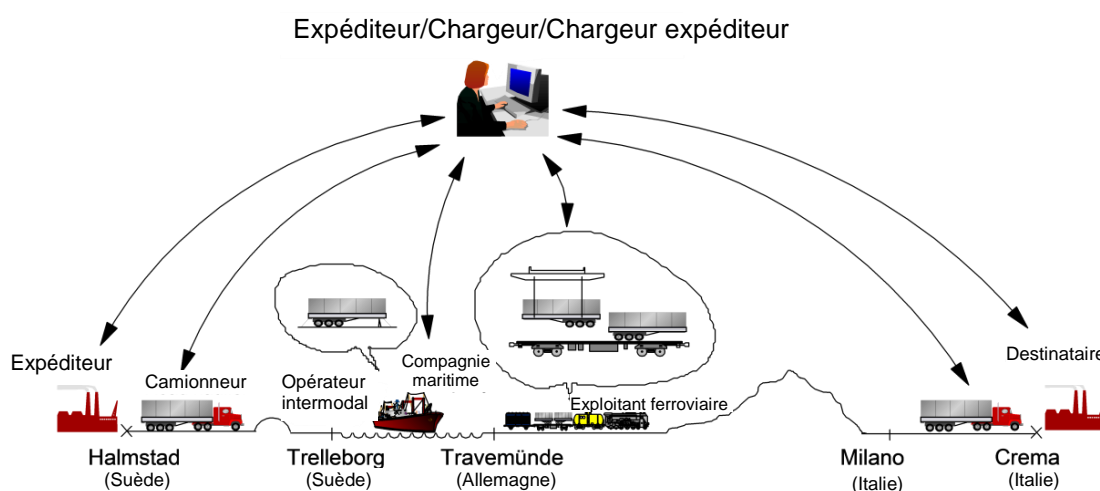 Expéditeur/Chargeur/Chargeur expéditeur
Expéditeur
Camionneur
Opérateur
intermodal
Compagnie
maritime
Exploitant ferroviaire
Destinataire
Halmstad
(Suède)
Trelleborg
(Suède)
Travemünde
(Allemagne)
Milano
(Italie)
Crema
(Italie)